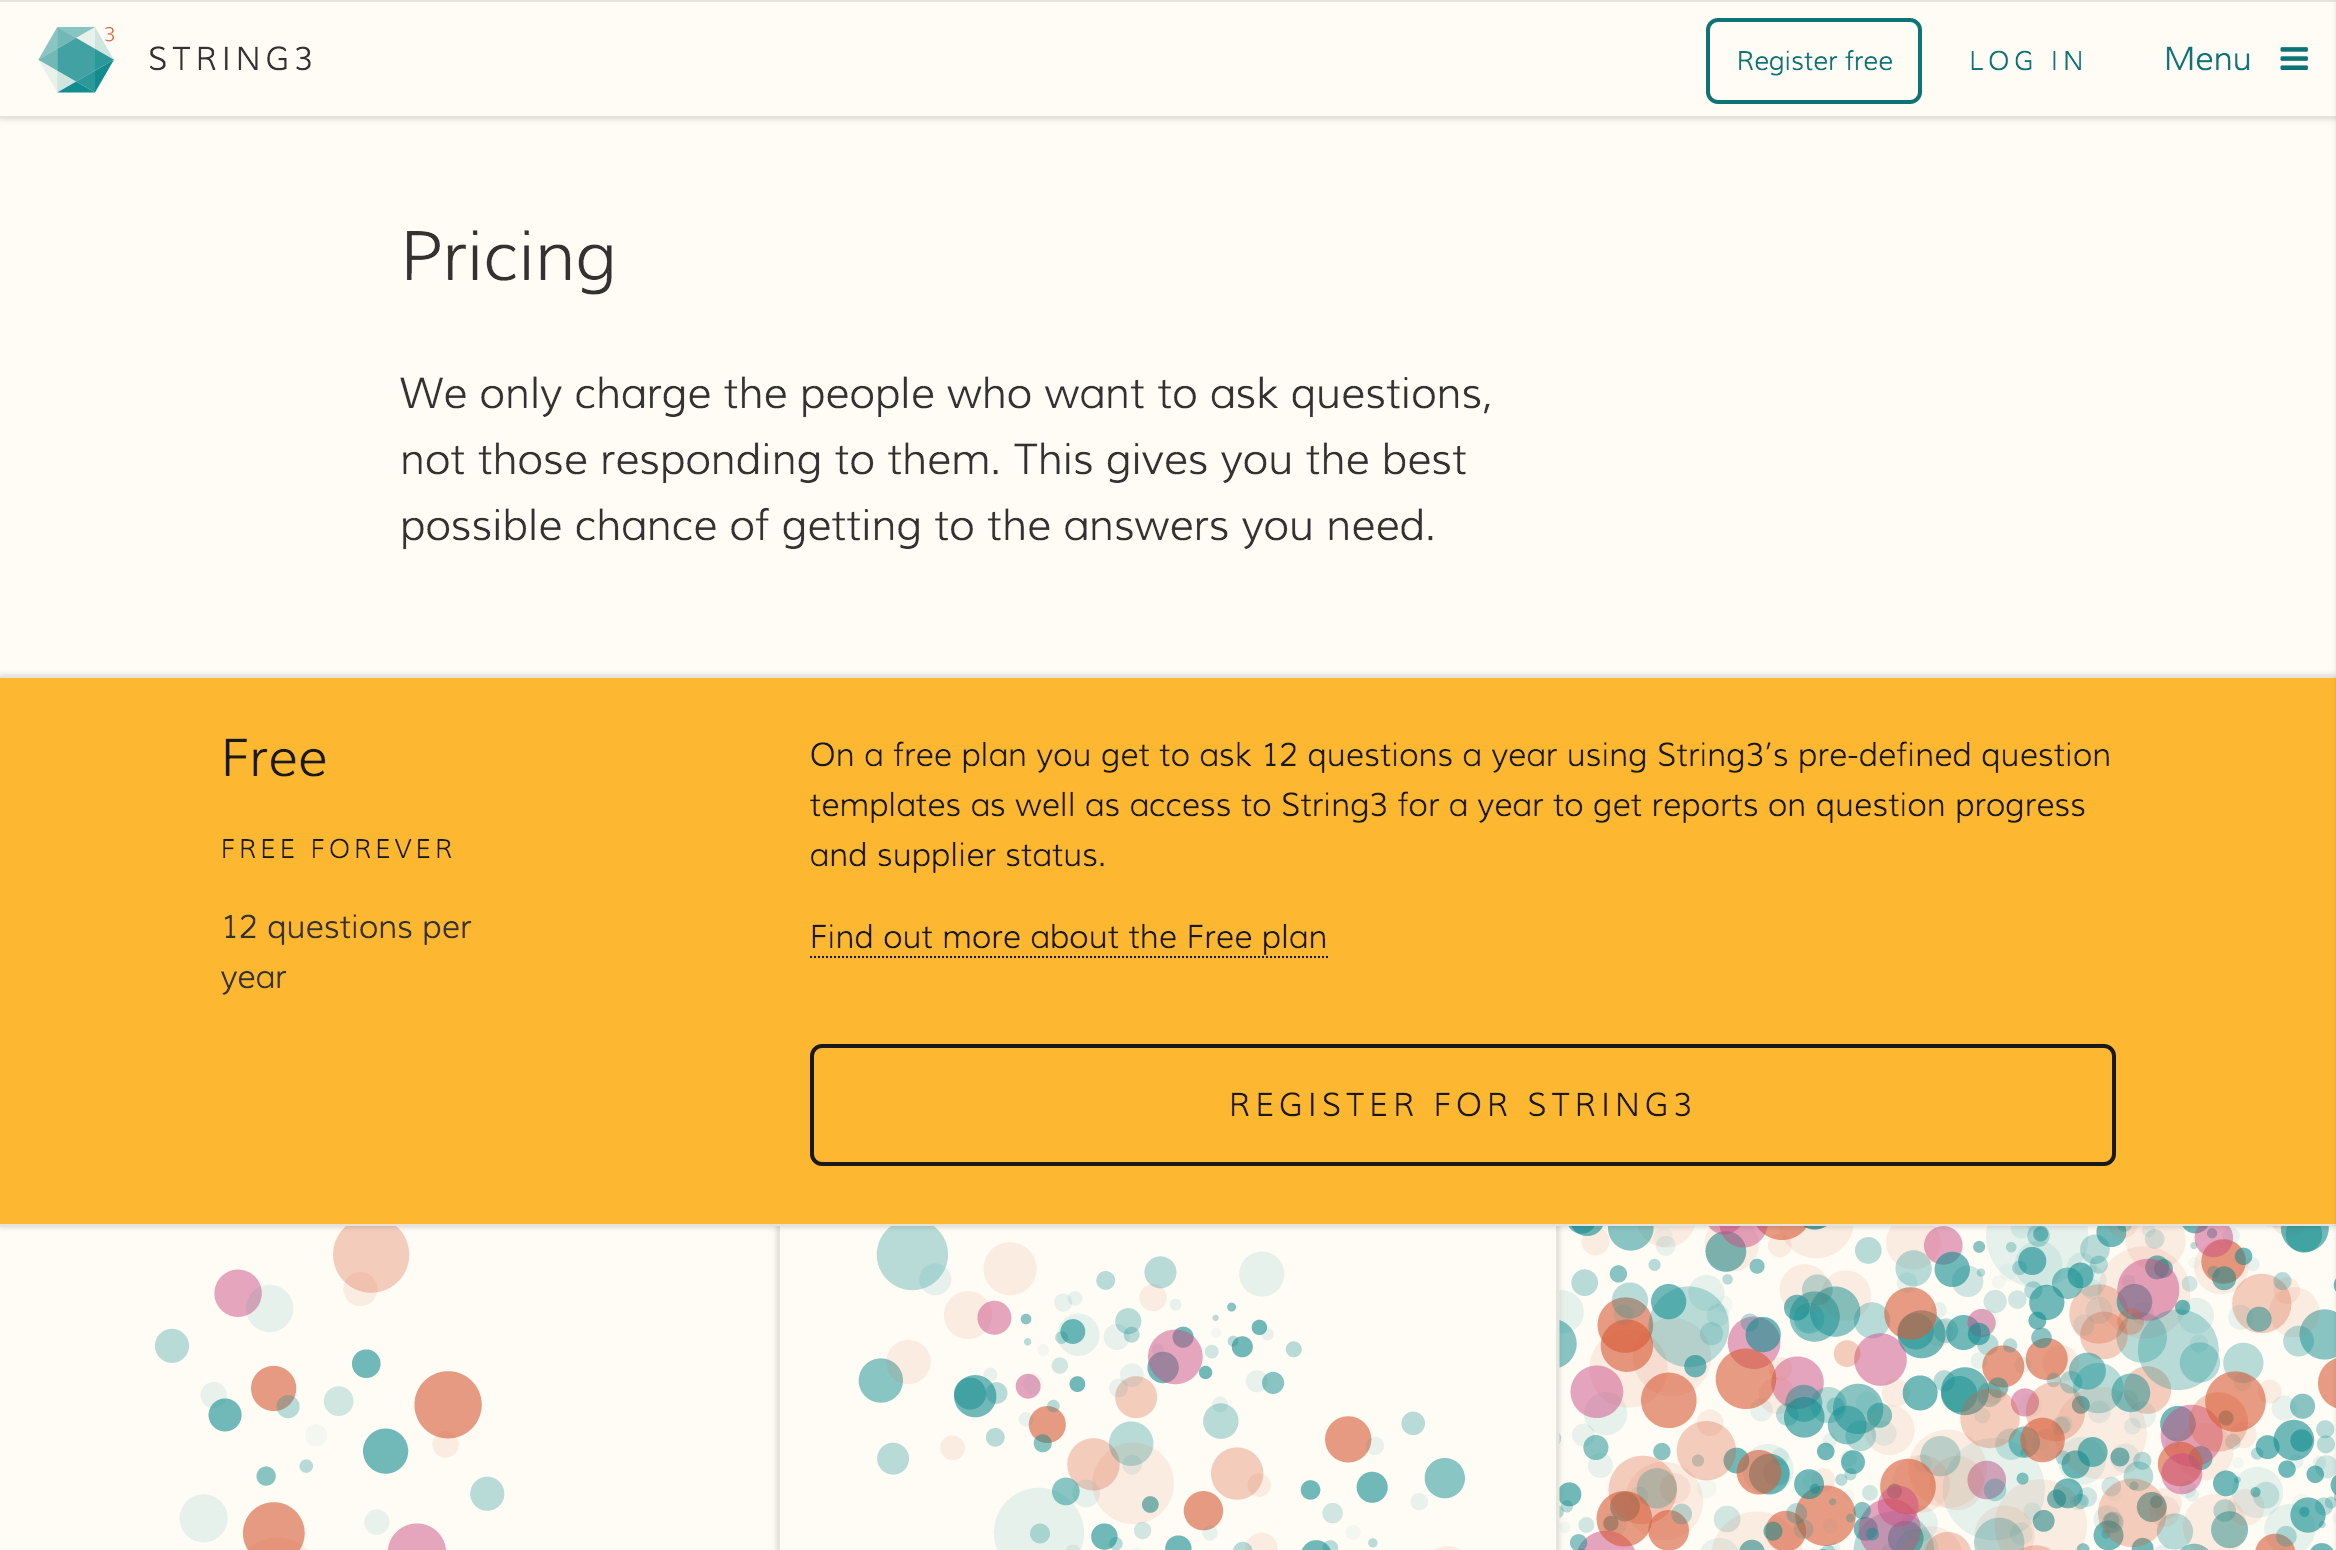 3
STRING3
Register free
LOG IN
Menu
Pricing
We only charge the people who want to ask questions,
not those responding to them. This gives you the best
possible chance of getting to the answers you need.
Free
FREE FOREVER
12 questions per
year
On a free plan you get to ask 12 questions a year using String3’s pre-defined question
templates as well as access to String3 for a year to get reports on question progress
and supplier status.
Find out more about the Free plan
REGISTER FOR STRING3